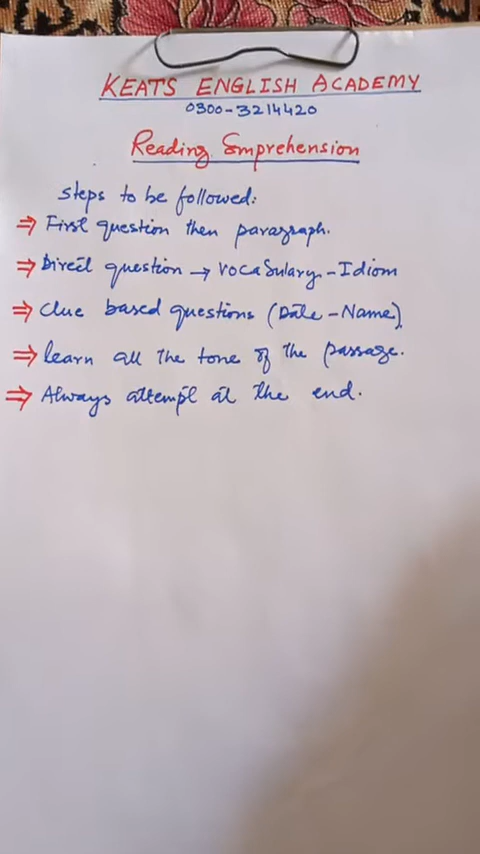 KEATS ENGLISH ACADEMY
0300-3214420
Reading Comprehension
steps to be followed:
⇒ First question then paragraph.
⇒ Direct question → Vocabulary - Idiom
⇒ Clue based questions (Date - Name)
⇒ learn all the tone of the passage.
⇒ Always attempt at the end.